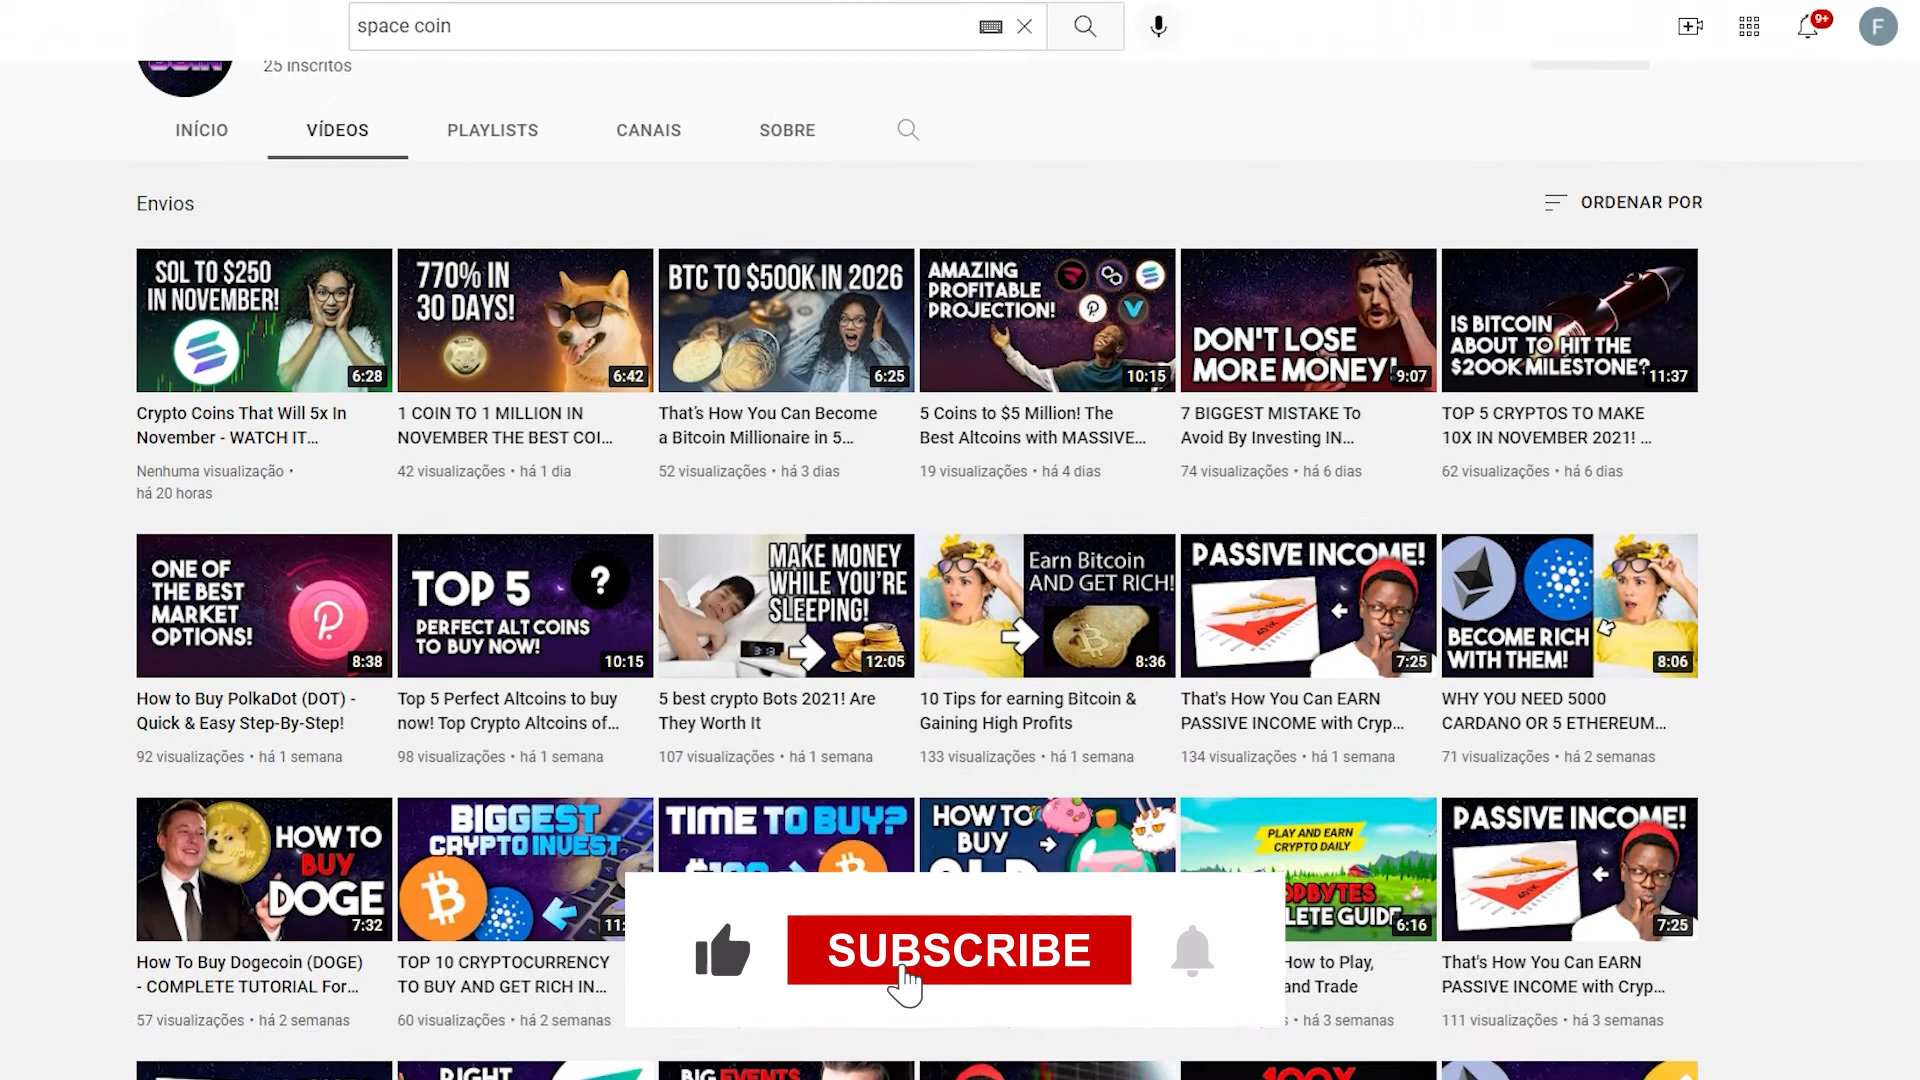 space coin
9+
F
COIN
25 inscritos
INÍCIO
VÍDEOS
PLAYLISTS
CANAIS
SOBRE
Envios
ORDENAR POR
SOL TO $250
IN NOVEMBER!
6:28
770% IN
30 DAYS!
6:42
BTC TO $500K IN 2026
6:25
AMAZING
PROFITABLE
PROJECTION!
10:15
DON'T LOSE
MORE MONEY!
9:07
IS BITCOIN
ABOUT TO HIT THE
$200K MILESTONE?
11:37
Crypto Coins That Will 5x In
November - WATCH IT...
Nenhuma visualização •
há 20 horas
1 COIN TO 1 MILLION IN
NOVEMBER THE BEST COI...
42 visualizações • há 1 dia
That's How You Can Become
a Bitcoin Millionaire in 5...
52 visualizações • há 3 dias
5 Coins to $5 Million! The
Best Altcoins with MASSIVE...
19 visualizações • há 4 dias
7 BIGGEST MISTAKE To
Avoid By Investing IN...
74 visualizações • há 6 dias
TOP 5 CRYPTOS TO MAKE
10X IN NOVEMBER 2021! ...
62 visualizações • há 6 dias
ONE OF
THE BEST
MARKET
OPTIONS!
8:38
TOP 5
?
PERFECT ALT COINS
TO BUY NOW!
10:15
MAKE MONEY
WHILE YOU'RE
SLEEPING!
12:05
Earn Bitcoin
AND GET RICH!
8:36
PASSIVE INCOME!
7:25
BECOME RICH
WITH THEM!
8:06
How to Buy PolkaDot (DOT) -
Quick & Easy Step-By-Step!
92 visualizações • há 1 semana
Top 5 Perfect Altcoins to buy
now! Top Crypto Altcoins of...
98 visualizações • há 1 semana
5 best crypto Bots 2021! Are
They Worth It
107 visualizações • há 1 semana
10 Tips for earning Bitcoin &
Gaining High Profits
133 visualizações • há 1 semana
That's How You Can EARN
PASSIVE INCOME with Cryp...
134 visualizações • há 1 semana
WHY YOU NEED 5000
CARDANO OR 5 ETHEREUM...
71 visualizações • há 2 semanas
WOW
HOW TO
BUY
DOGE
7:32
BIGGEST
CRYPTO INVEST
11:
TIME TO BUY?
HOW TO
BUY
PLAY AND EARN
CRYPTO DAILY
6:16
PASSIVE INCOME!
7:25
How To Buy Dogecoin (DOGE)
- COMPLETE TUTORIAL For...
57 visualizações • há 2 semanas
TOP 10 CRYPTOCURRENCY
TO BUY AND GET RICH IN...
60 visualizações • há 2 semanas
SUBSCRIBE
How to Play,
and Trade
• há 3 semanas
That's How You Can EARN
PASSIVE INCOME with Cryp...
111 visualizações • há 3 semanas
RIGHT
BIG EVENTS
100X